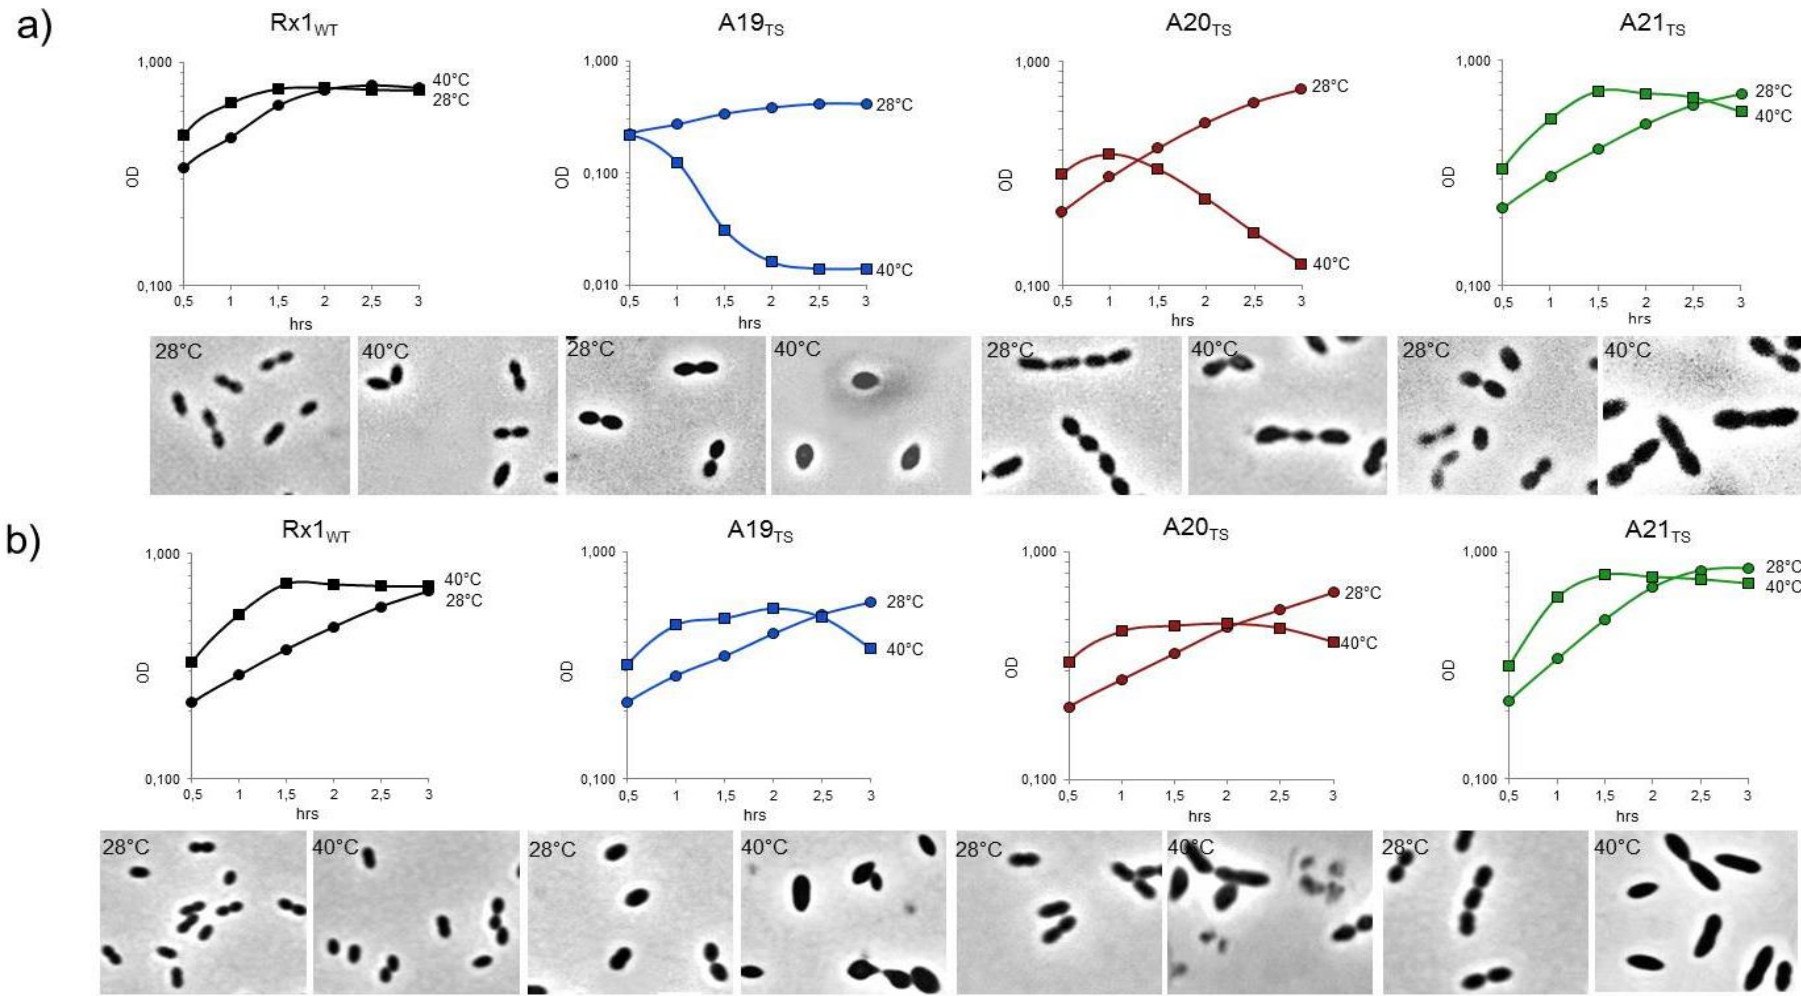 a)
Rx1WT
A19TS
A20TS
A21TS
1,000
0,100
OD
0,5 1 1,5 2 2,5 3
hrs
40°C
28°C
1,000
0,100
0,010
OD
0,5 1 1,5 2 2,5 3
hrs
28°C
40°C
1,000
0,100
OD
0,5 1 1,5 2 2,5 3
hrs
28°C
40°C
1,000
0,100
OD
0,5 1 1,5 2 2,5 3
hrs
28°C
40°C
28°C 40°C 28°C 40°C 28°C 40°C 28°C 40°C
b)
Rx1WT
A19TS
A20TS
A21TS
1,000
0,100
OD
0,5 1 1,5 2 2,5 3
hrs
40°C
28°C
1,000
0,100
OD
0,5 1 1,5 2 2,5 3
hrs
28°C
40°C
1,000
0,100
OD
0,5 1 1,5 2 2,5 3
hrs
28°C
40°C
1,000
0,100
OD
0,5 1 1,5 2 2,5 3
hrs
28°C
40°C
28°C 40°C 28°C 40°C 28°C 40°C 28°C 40°C